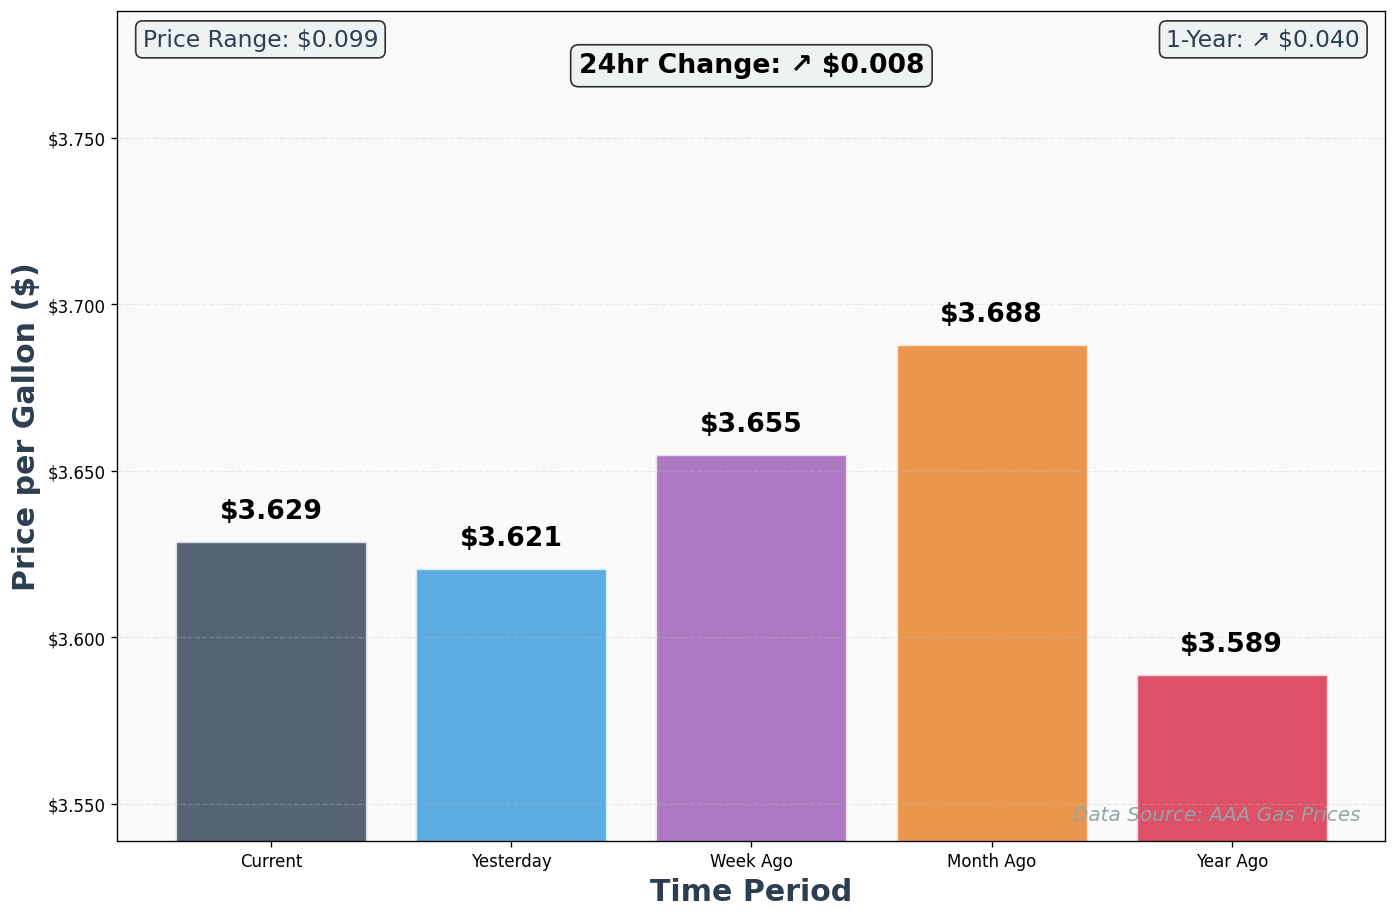 Price Range: $0.099
24hr Change: ↗ $0.008
1-Year: ↗ $0.040
Price per Gallon ($)
$3.750
$3.700
$3.650
$3.600
$3.550
$3.629
$3.621
$3.655
$3.688
$3.589
Data Source: AAA Gas Prices
Current
Yesterday
Week Ago
Month Ago
Year Ago
Time Period